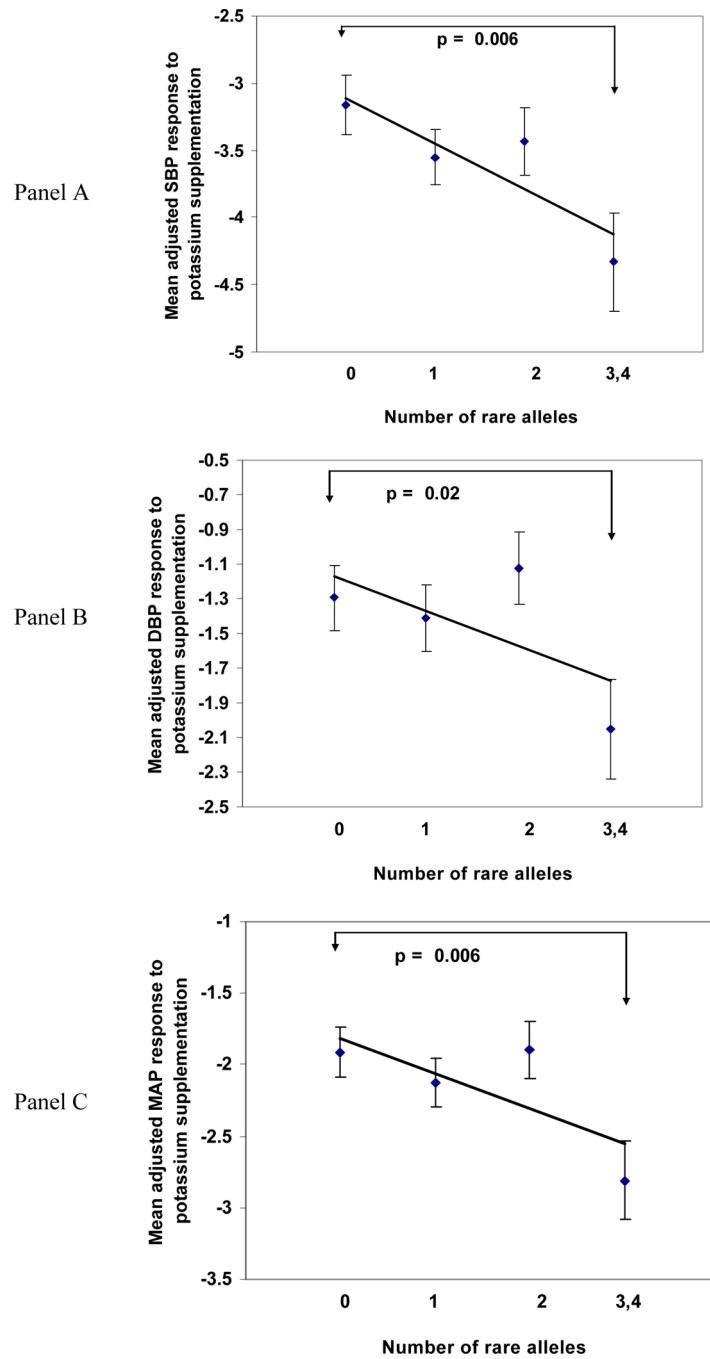 Panel A
Mean adjusted SBP response to
potassium supplementation
-2.5
-3
-3.5
-4
-4.5
-5
p = 0.006
0 1 2 3,4
Number of rare alleles
Panel B
Mean adjusted DBP response to
potassium supplementation
-0.5
-0.7
-0.9
-1.1
-1.3
-1.5
-1.7
-1.9
-2.1
-2.3
-2.5
p = 0.02
0 1 2 3,4
Number of rare alleles
Panel C
Mean adjusted MAP response to
potassium supplementation
-1
-1.5
-2
-2.5
-3
-3.5
p = 0.006
0 1 2 3,4
Number of rare alleles